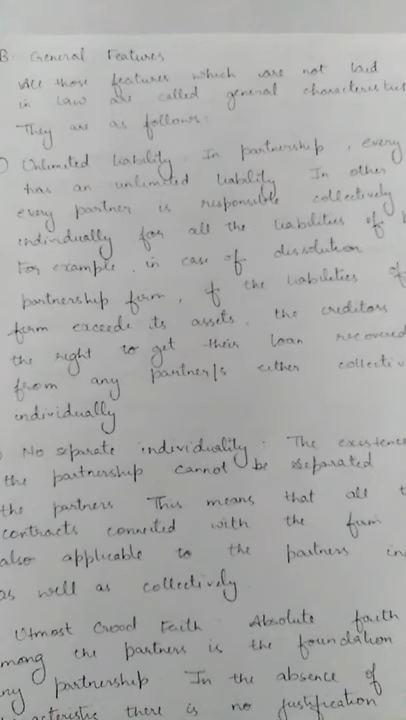 B. General Features
All those features which are not laid
in law are called general characteristics
They are as follows:
Unlimited liability In partnership, every
has an unlimited liability In other
every partner is responsible collectively
individually for all the liabilities of
For example, in case of dissolution
partnership firm, if the liabilities of
firm exceeds its assets, the creditors
the right to get their loan recovered
from any partner/s either collectiv
individually
No separate individuality: The existence
the partnership cannot be separated
the partners This means that all t
contracts connected with the firm
also applicable to the partners in
as well as collectively.
Utmost Good Faith Absolute faith
mong the partners is the foundation
ny partnership In the absence of
cteristic there is no justification